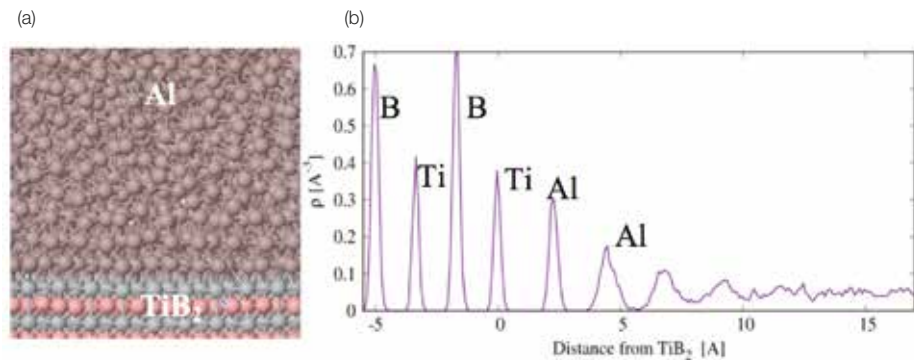 (a)
(b)
Al
TiB₂
0.7
0.6
0.5
0.4
0.3
0.2
0.1
0
ρ [A⁻³]
B
B
Ti
Ti
Al
Al
-5
0
5
10
15
Distance from TiB₂ [A]